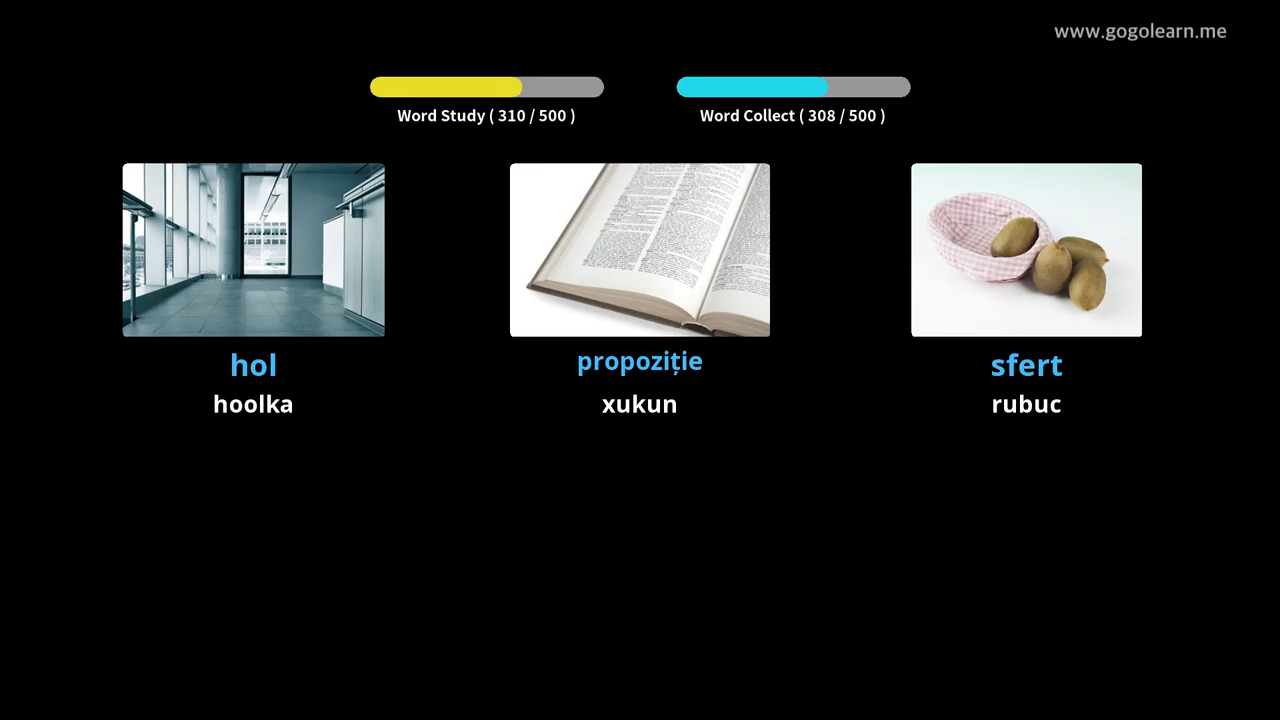 www.gogolearn.me
Word Study ( 310 / 500 )
Word Collect ( 308 / 500 )
hol
hoolka
propoziție
xukun
sfert
rubuc